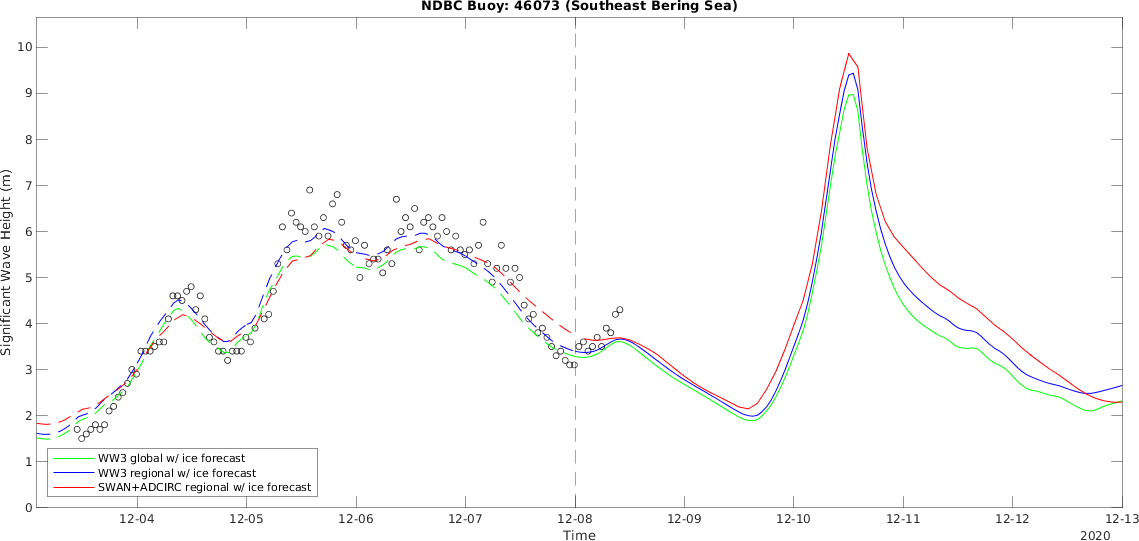 NDBC Buoy: 46073 (Southeast Bering Sea)
Significant Wave Height (m)
10
9
8
7
6
5
4
3
2
1
0
WW3 global w/ ice forecast
WW3 regional w/ ice forecast
SWAN+ADCIRC regional w/ ice forecast
12-04 12-05 12-06 12-07 12-08 12-09 12-10 12-11 12-12 12-13
Time
2020